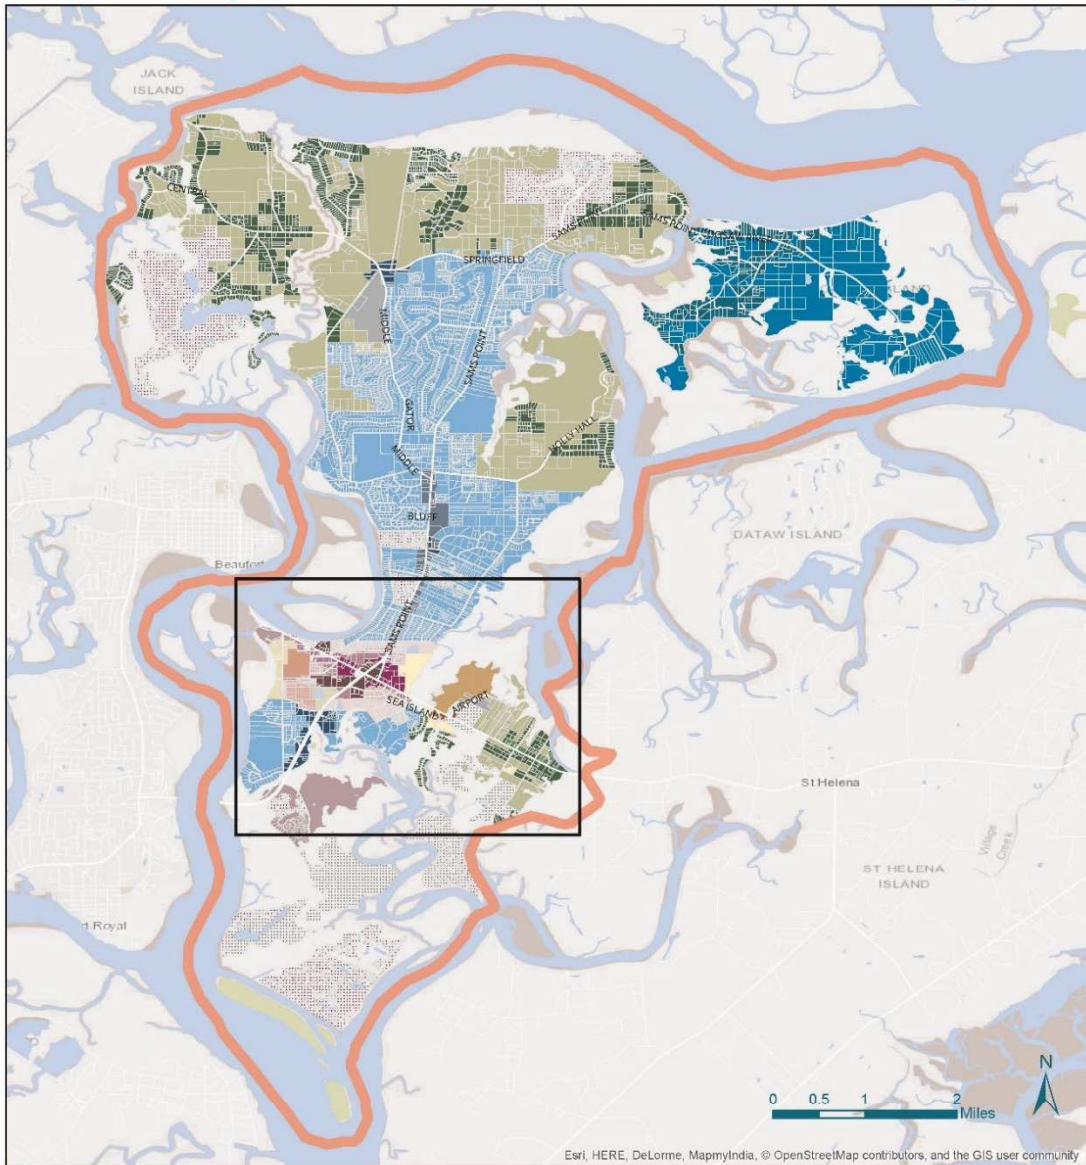 JACK
ISLAND
CENTRAL
SAMS POINT
SPRINGFIELD
MIDDLE
SAMS POINT
GATOR
HOLLY HALL
MIDDLE
BLUFF
DATAW ISLAND
Beaufort
SAMS POINT
SEA ISLAND
AIRPORT
St Helena
Village
Creek
ST HELENA
ISLAND
Royal
N
0 0.5 1 2
Miles
Esri, HERE, DeLorme, MapmyIndia, © OpenStreetMap contributors, and the GIS user community